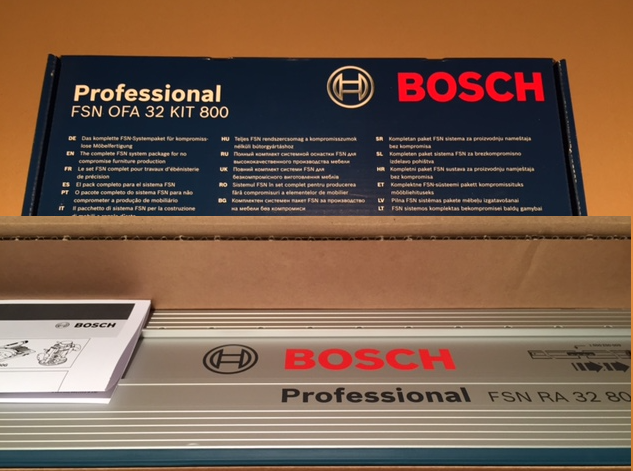 Professional
BOSCH
FSN OFA 32 KIT 800
DE Das komplette FSN-Systempaket für kompromiss-
lose Möbelfertigung
EN The complete FSN system package for no
compromise furniture production
FR Le set FSN complet pour travaux d'ébénisterie
de précision
ES El pack completo para el sistema FSN
PT O pacote completo do sistema FSN para não
comprometer a produção de mobiliário
IT Il pacchetto di sistema FSN per la costruzione
HU Teljes FSN rendszercsomag a kompromisszumok
nélküli bútorgyártáshoz
RU Полный комплект системной оснастки FSN для
высококачественного производства мебели
UK Повний комплект системи FSN для
безкомпромісного виготовлення меблів
RO Sistemul FSN în set complet pentru producerea
fără compromisuri a elementelor de mobilier
BG Комплектен системен пакет FSN за производство
на мебели без компромиси
SR Kompletan paket FSN sistema za proizvodnju nameštaja
bez kompromisa
SL Kompleten paket FSN sistema za brezkompromisno
izdelavo pohištva
HR Kompletni paket FSN sustava za proizvodnju namještaja
bez kompromisa
ET Komplektne FSN-süsteemi pakett kompromissituks
mööblitehituseks
LV Pilna FSN sistēmas pakete mēbeļu izgatavošanai
LT FSN sistemos komplektas bekompromisei baldų gamybai
BOSCH
BOSCH
Professional FSN RA 32 80